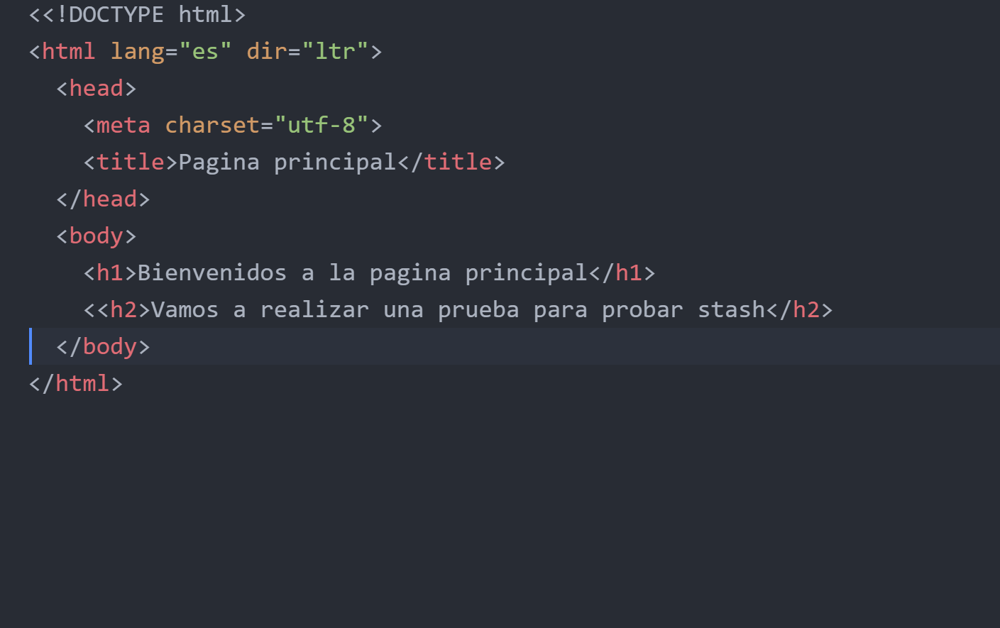 <<!DOCTYPE html>
<html lang="es" dir="ltr">
<head>
<meta charset="utf-8">
<title>Pagina principal</title>
</head>
<body>
<h1>Bienvenidos a la pagina principal</h1>
<<h2>Vamos a realizar una prueba para probar stash</h2>
</body>
</html>